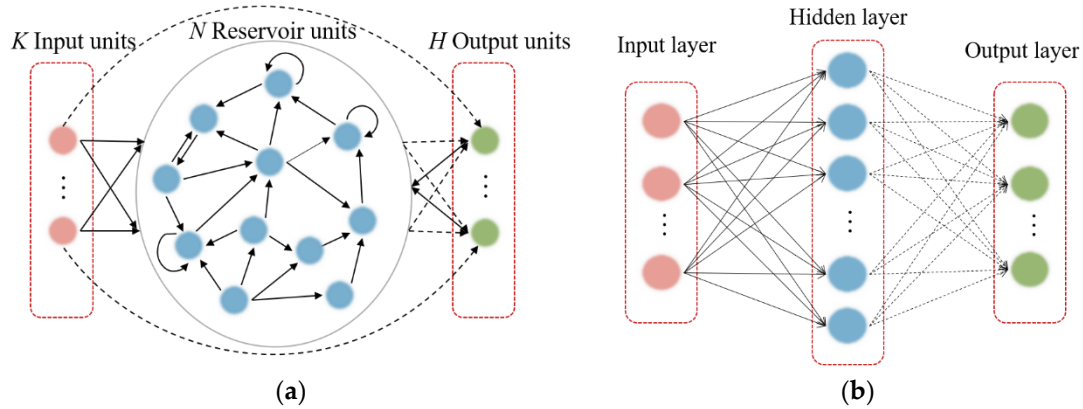 K Input units
N Reservoir units
H Output units
(a)
Hidden layer
Input layer
Output layer
(b)